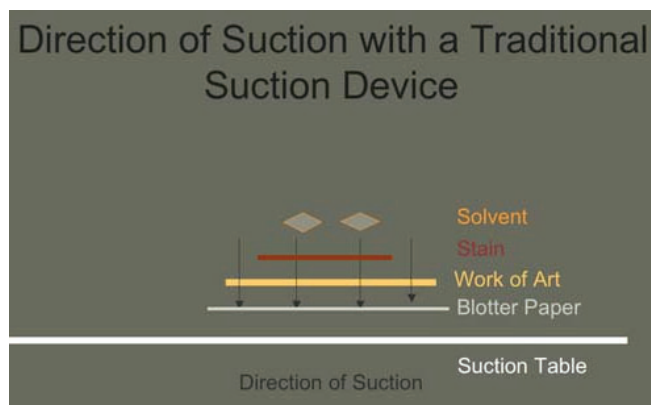 Direction of Suction with a Traditional
Suction Device
Solvent
Stain
Work of Art
Blotter Paper
Suction Table
Direction of Suction